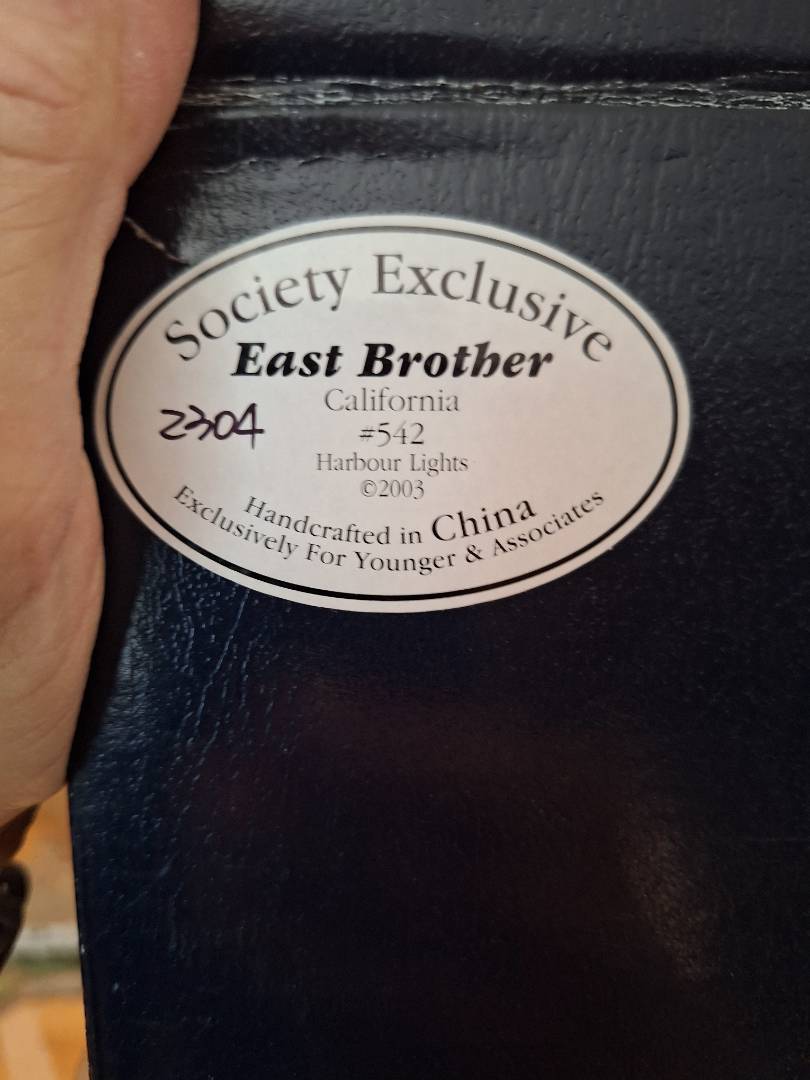 Society Exclusive
East Brother
California
2304
#542
Harbour Lights
©2003
Handcrafted in China
Exclusively For Younger & Associates